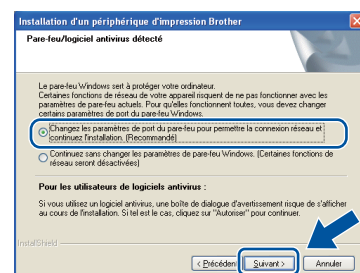 Installation d'un périphérique d'impression Brother
Pare-feu/logiciel antivirus détecté
Le pare-feu Windows sert à protéger votre ordinateur.
Certaines fonctions de réseau de votre appareil risquent de ne pas fonctionner avec les
paramètres de pare-feu actuels. Pour qu'elles fonctionnent toutes, vous devez changer
certains paramètres de port du pare-feu Windows.
Changez les paramètres de port du pare-feu pour permettre la connexion réseau et
continuez l'installation. (Recommandé)
Continuez sans changer les paramètres de pare-feu Windows. (Certaines fonctions de
réseau seront désactivées)
Pour les utilisateurs de logiciels antivirus :
Si vous utilisez un logiciel antivirus, une boîte de dialogue d'avertissement risque de s'afficher
au cours de l'installation. Si tel est le cas, cliquez sur "Autoriser" pour continuer.
InstallShield
< Précédent Suivant > Annuler